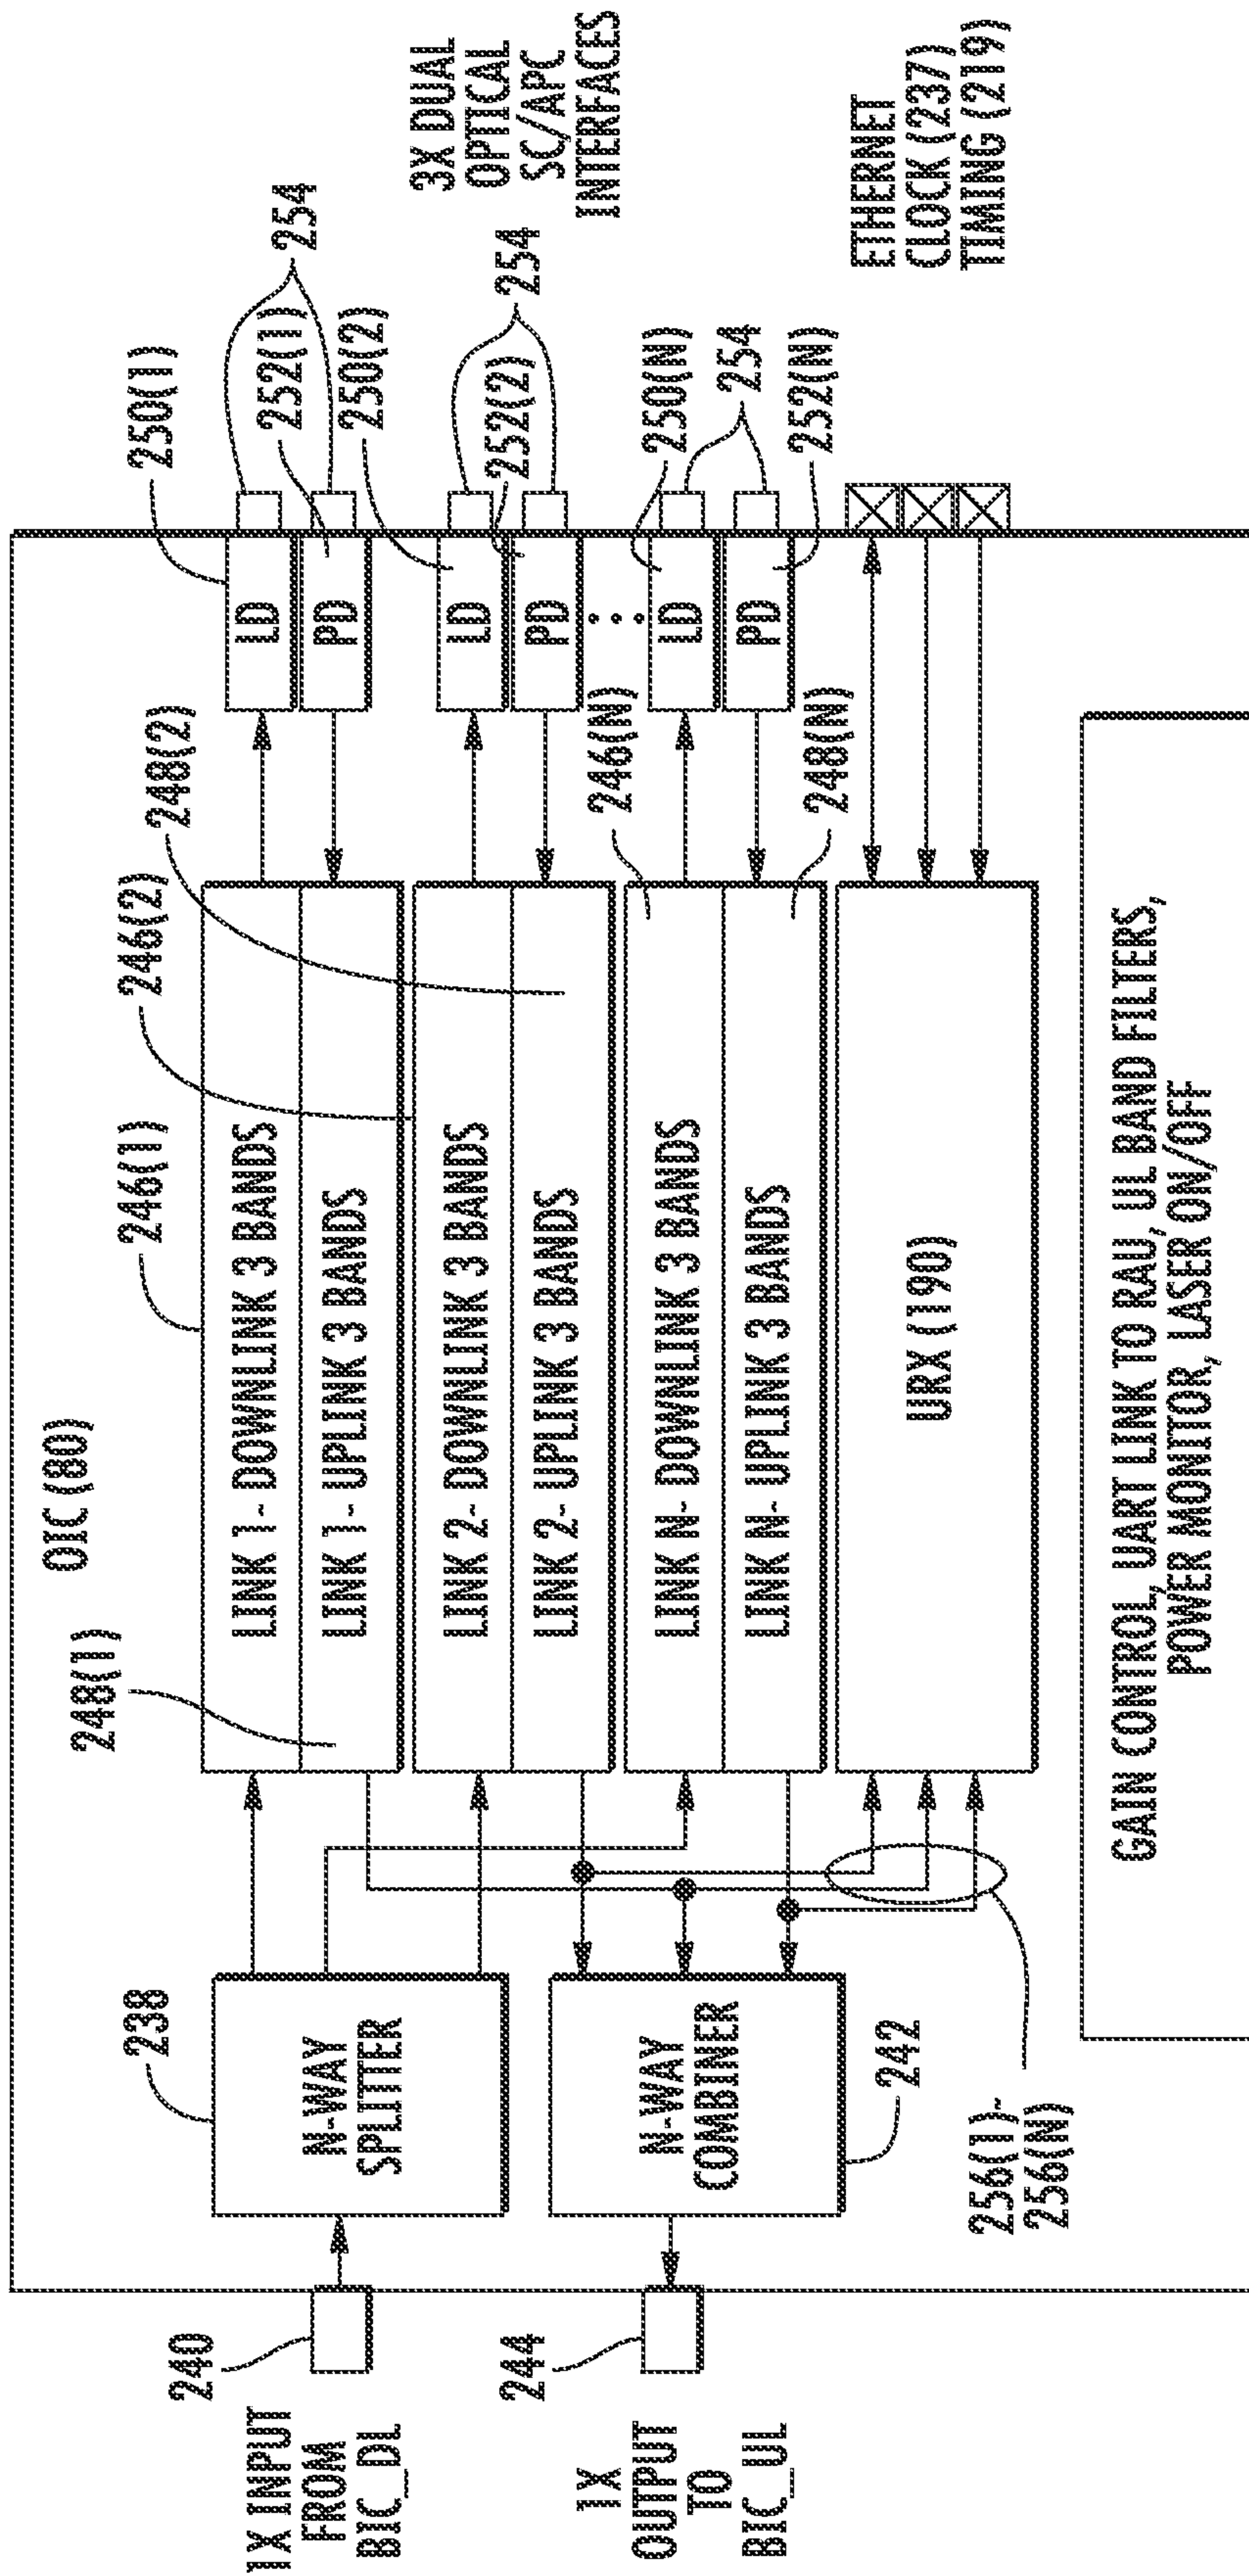 OIC (80)
240
1X INPUT
FROM
BIC_DL
244
1X
OUTPUT
TO
BIC_UL
238
N-WAY
SPLITTER
N-WAY
COMBINER
242
256(1)-
256(N)
248(1)
246(1)
246(2)
248(2)
LINK 1- DOWNLINK 3 BANDS
LINK 1- UPLINK 3 BANDS
LINK 2- DOWNLINK 3 BANDS
LINK 2- UPLINK 3 BANDS
LINK N- DOWNLINK 3 BANDS
LINK N- UPLINK 3 BANDS
URX (190)
246(N)
248(N)
LD
PD
LD
PD
LD
PD
250(1)
254
252(1)
250(2)
254
252(2)
250(N)
254
252(N)
3X DUAL
OPTICAL
SC/APC
INTERFACES
ETHERNET
CLOCK (237)
TIMING (219)
GAIN CONTROL, UART LINK TO RAU, UL BAND FILTERS,
POWER MONITOR, LASER ON/OFF